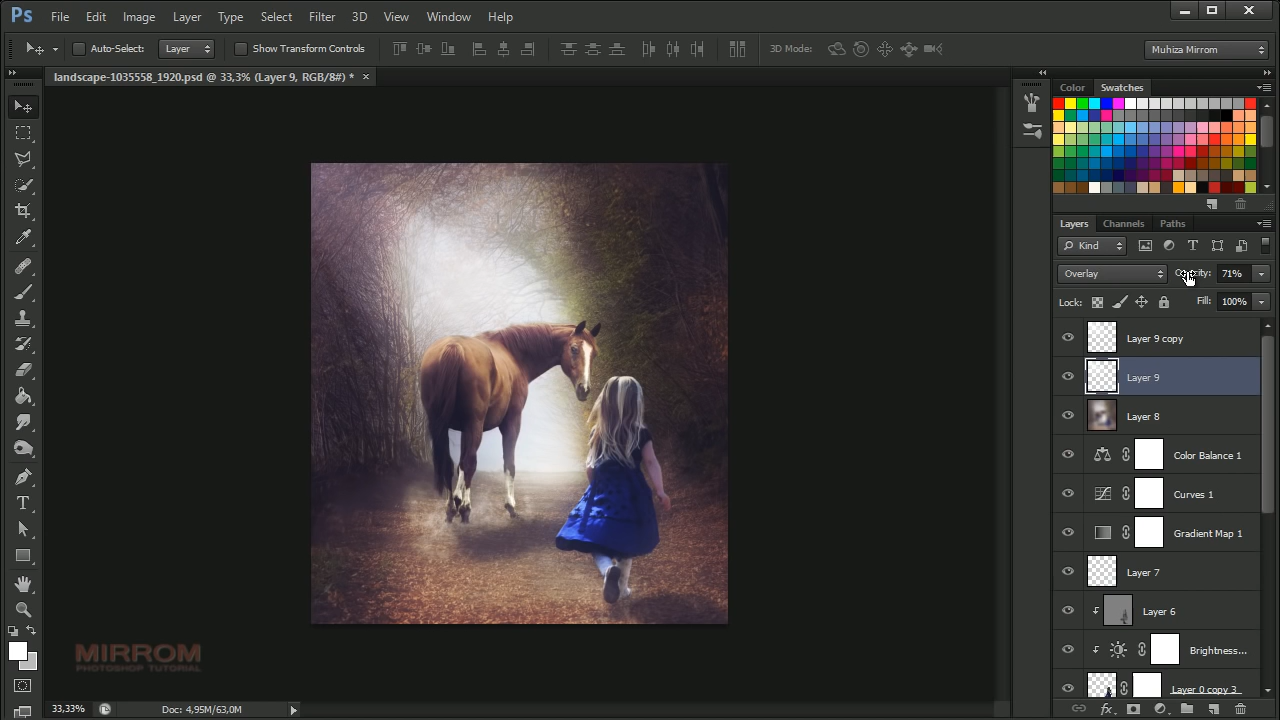 Ps File Edit Image Layer Type Select Filter 3D View Window Help
Auto-Select: Layer Show Transform Controls 3D Mode: Muhiza Mirrom
landscape-1035558_1920.psd @ 33,3% (Layer 9, RGB/8#) * ×
Color Swatches
Layers Channels Paths
Kind T
Overlay Opacity: 71%
Lock: Fill: 100%
Layer 9 copy
Layer 9
Layer 8
Color Balance 1
Curves 1
Gradient Map 1
Layer 7
Layer 6
Brightness...
Layer 0 copy 3
T
MIRROM
PHOTOSHOP TUTORIAL
33,33% Doc: 4,95M/63,0M
fx